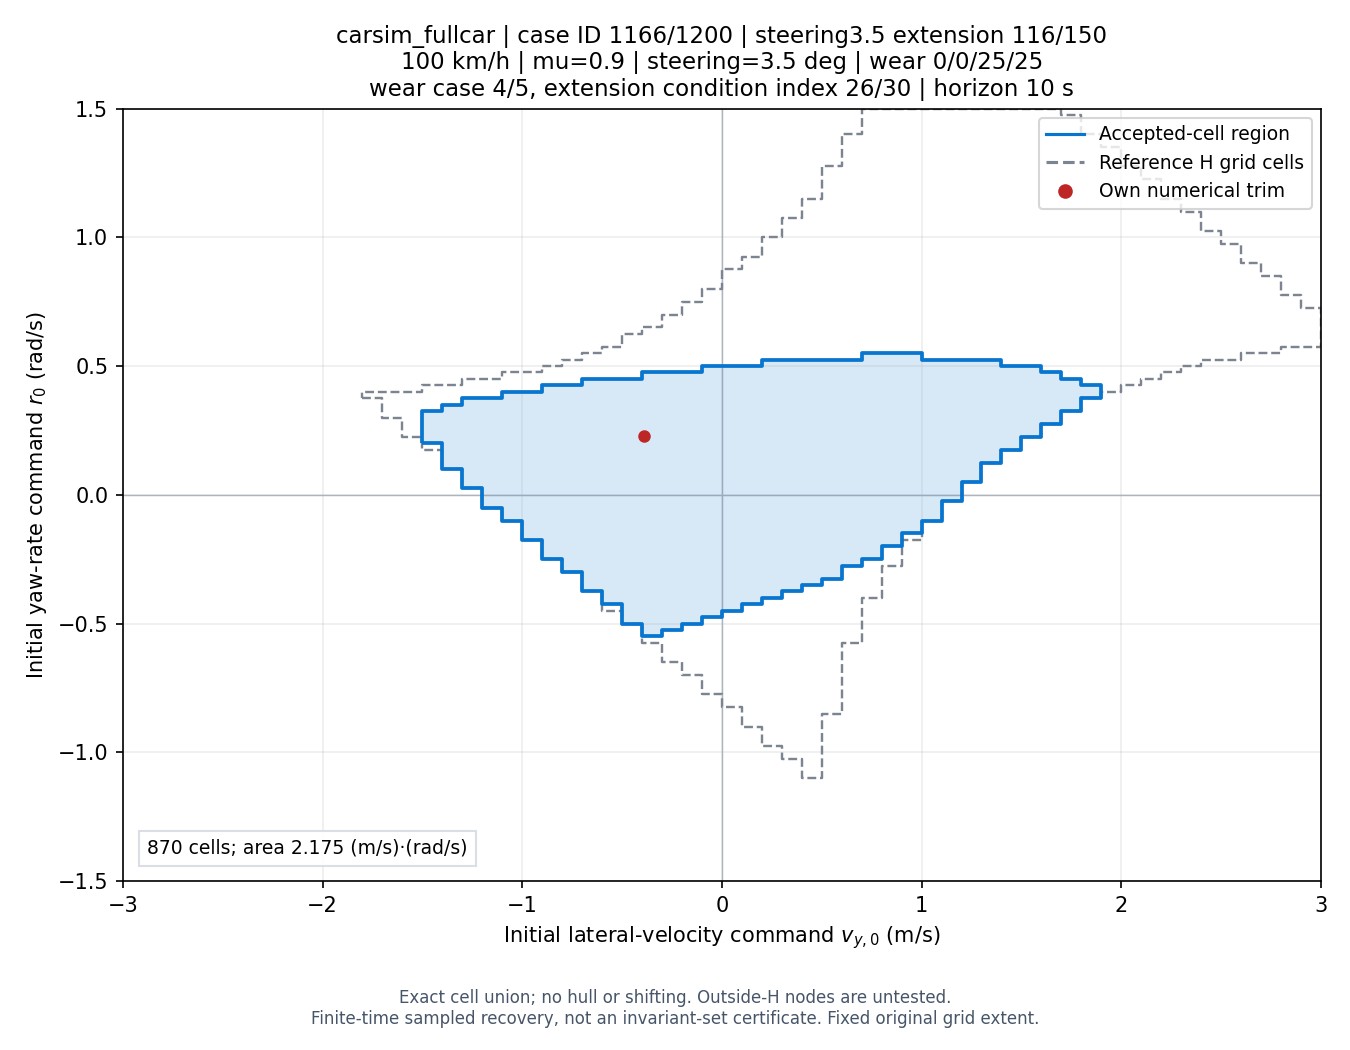 carsim_fullcar | case ID 1166/1200 | steering3.5 extension 116/150
100 km/h | mu=0.9 | steering=3.5 deg | wear 0/0/25/25
wear case 4/5, extension condition index 26/30 | horizon 10 s
Accepted-cell region
Reference H grid cells
Own numerical trim
1.5
1.0
0.5
0.0
−0.5
−1.0
−1.5
Initial yaw-rate command r0 (rad/s)
870 cells; area 2.175 (m/s)·(rad/s)
−3
−2
−1
0
1
2
3
Initial lateral-velocity command vy,0 (m/s)
Exact cell union; no hull or shifting. Outside-H nodes are untested.
Finite-time sampled recovery, not an invariant-set certificate. Fixed original grid extent.